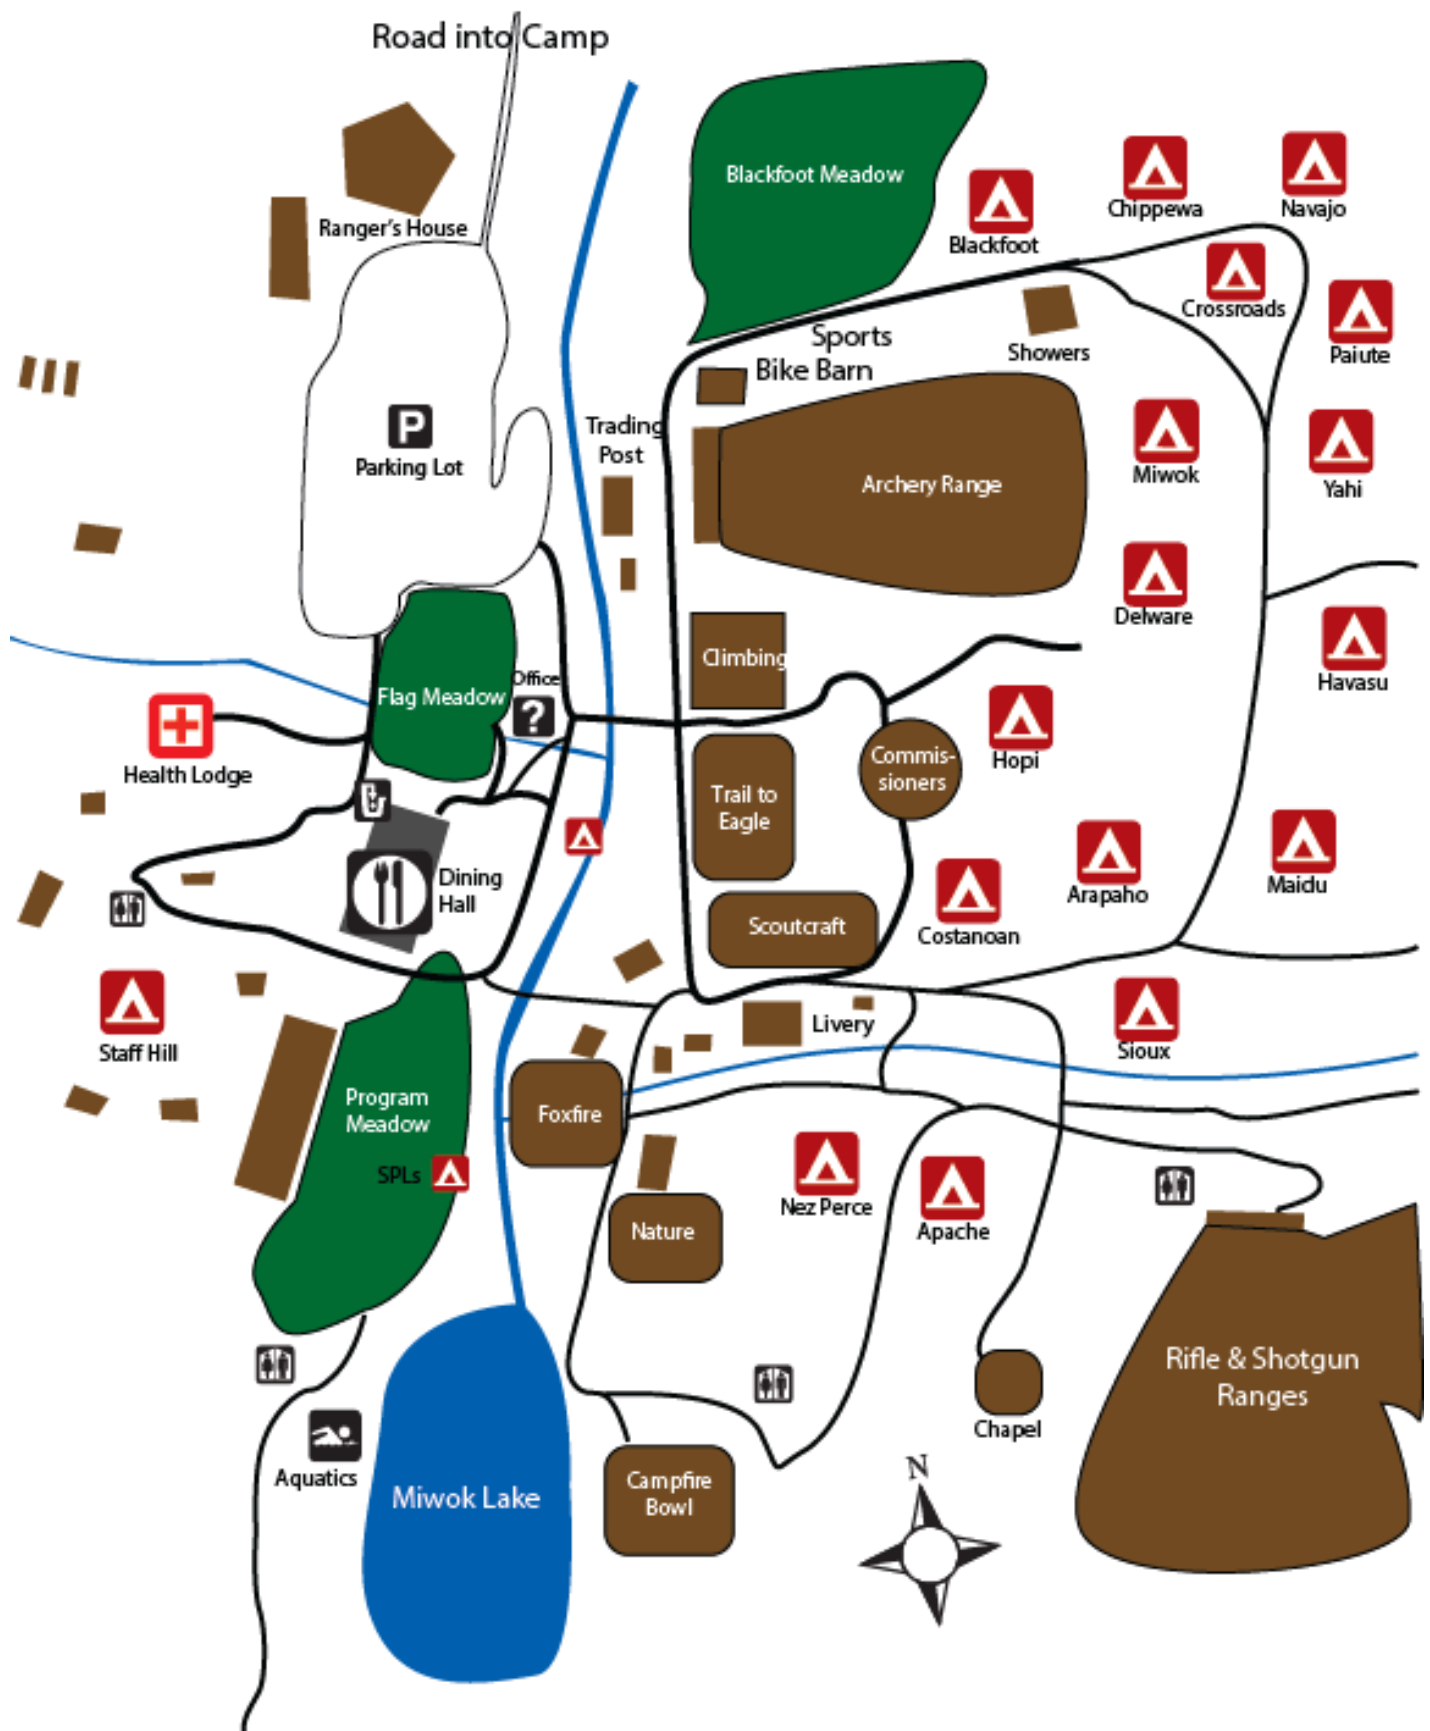 Road into Camp
Ranger's House
Blackfoot Meadow
Blackfoot
Chippewa
Navajo
Crossroads
Paiute
Showers
Sports
Bike Barn
P
Parking Lot
Trading
Post
Archery Range
Miwok
Yahi
Delware
Havasu
Climbing
Flag Meadow
Office
?
Health Lodge
Hopi
Commis-
sioners
Trail to
Eagle
Dining
Hall
Arapaho
Maidu
Costanoan
Scoutcraft
Staff Hill
Livery
Sioux
Program
Meadow
SPLs
Foxfire
Nature
Nez Perce
Apache
Rifle & Shotgun
Ranges
Chapel
Aquatics
Miwok Lake
Campfire
Bowl
N